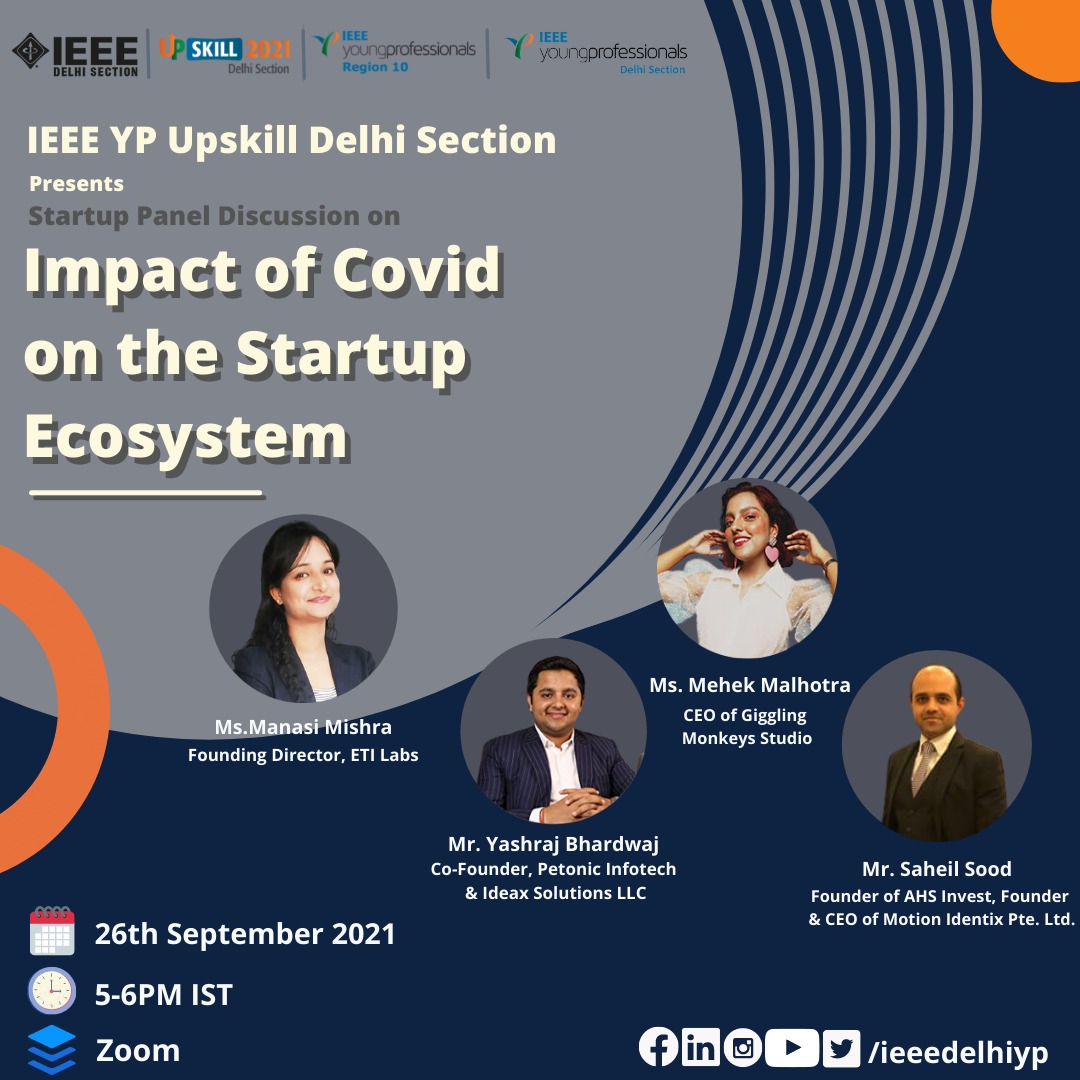 IEEE
DELHI SECTION
UPSKILL 2021
Delhi Section
IEEE
youngprofessionals
Region 10
IEEE
youngprofessionals
Delhi Section
IEEE YP Upskill Delhi Section
Presents
Startup Panel Discussion on
Impact of Covid
on the Startup
Ecosystem
Ms.Manasi Mishra
Founding Director, ETI Labs
Mr. Yashraj Bhardwaj
Co-Founder, Petonic Infotech
& Ideax Solutions LLC
Ms. Mehek Malhotra
CEO of Giggling
Monkeys Studio
Mr. Saheil Sood
Founder of AHS Invest, Founder
& CEO of Motion Identix Pte. Ltd.
26th September 2021
5-6PM IST
Zoom
/ieeedelhiyp